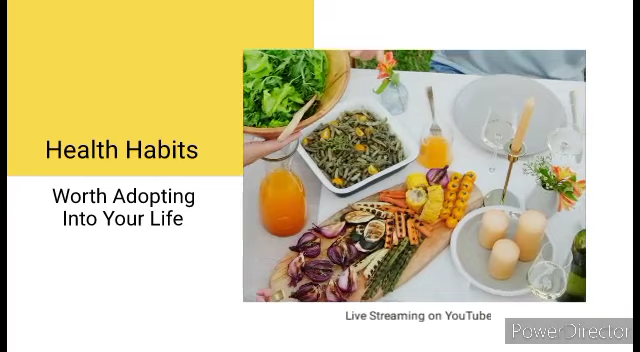 Health Habits
Worth Adopting
Into Your Life
Live Streaming on YouTube
PowerDirector